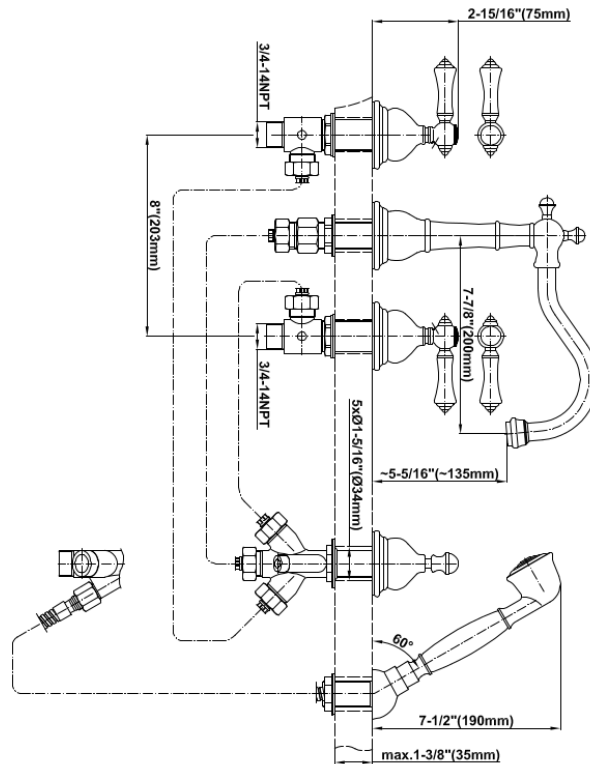 2-15/16"(75mm)
3/4-14NPT
8"(203mm)
7-7/8"(200mm)
3/4-14NPT
5xØ1-5/16"(Ø34mm)
~5-5/16"(~135mm)
60°
7-1/2"(190mm)
max.1-3/8"(35mm)